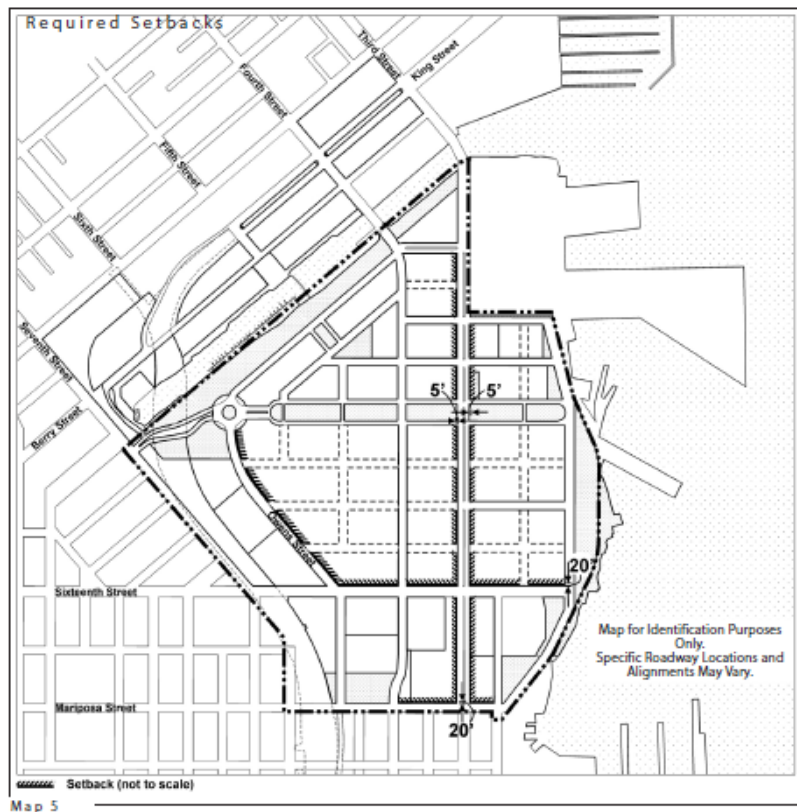 Required Setbacks
Third Street
King Street
Fourth Street
Fifth Street
Sixth Street
Seventh Street
Berry Street
5'
5'
Owens Street
20'
Sixteenth Street
Map for Identification Purposes
Only.
Specific Roadway Locations and
Alignments May Vary.
Mariposa Street
20'
Setback (not to scale)
Map 5